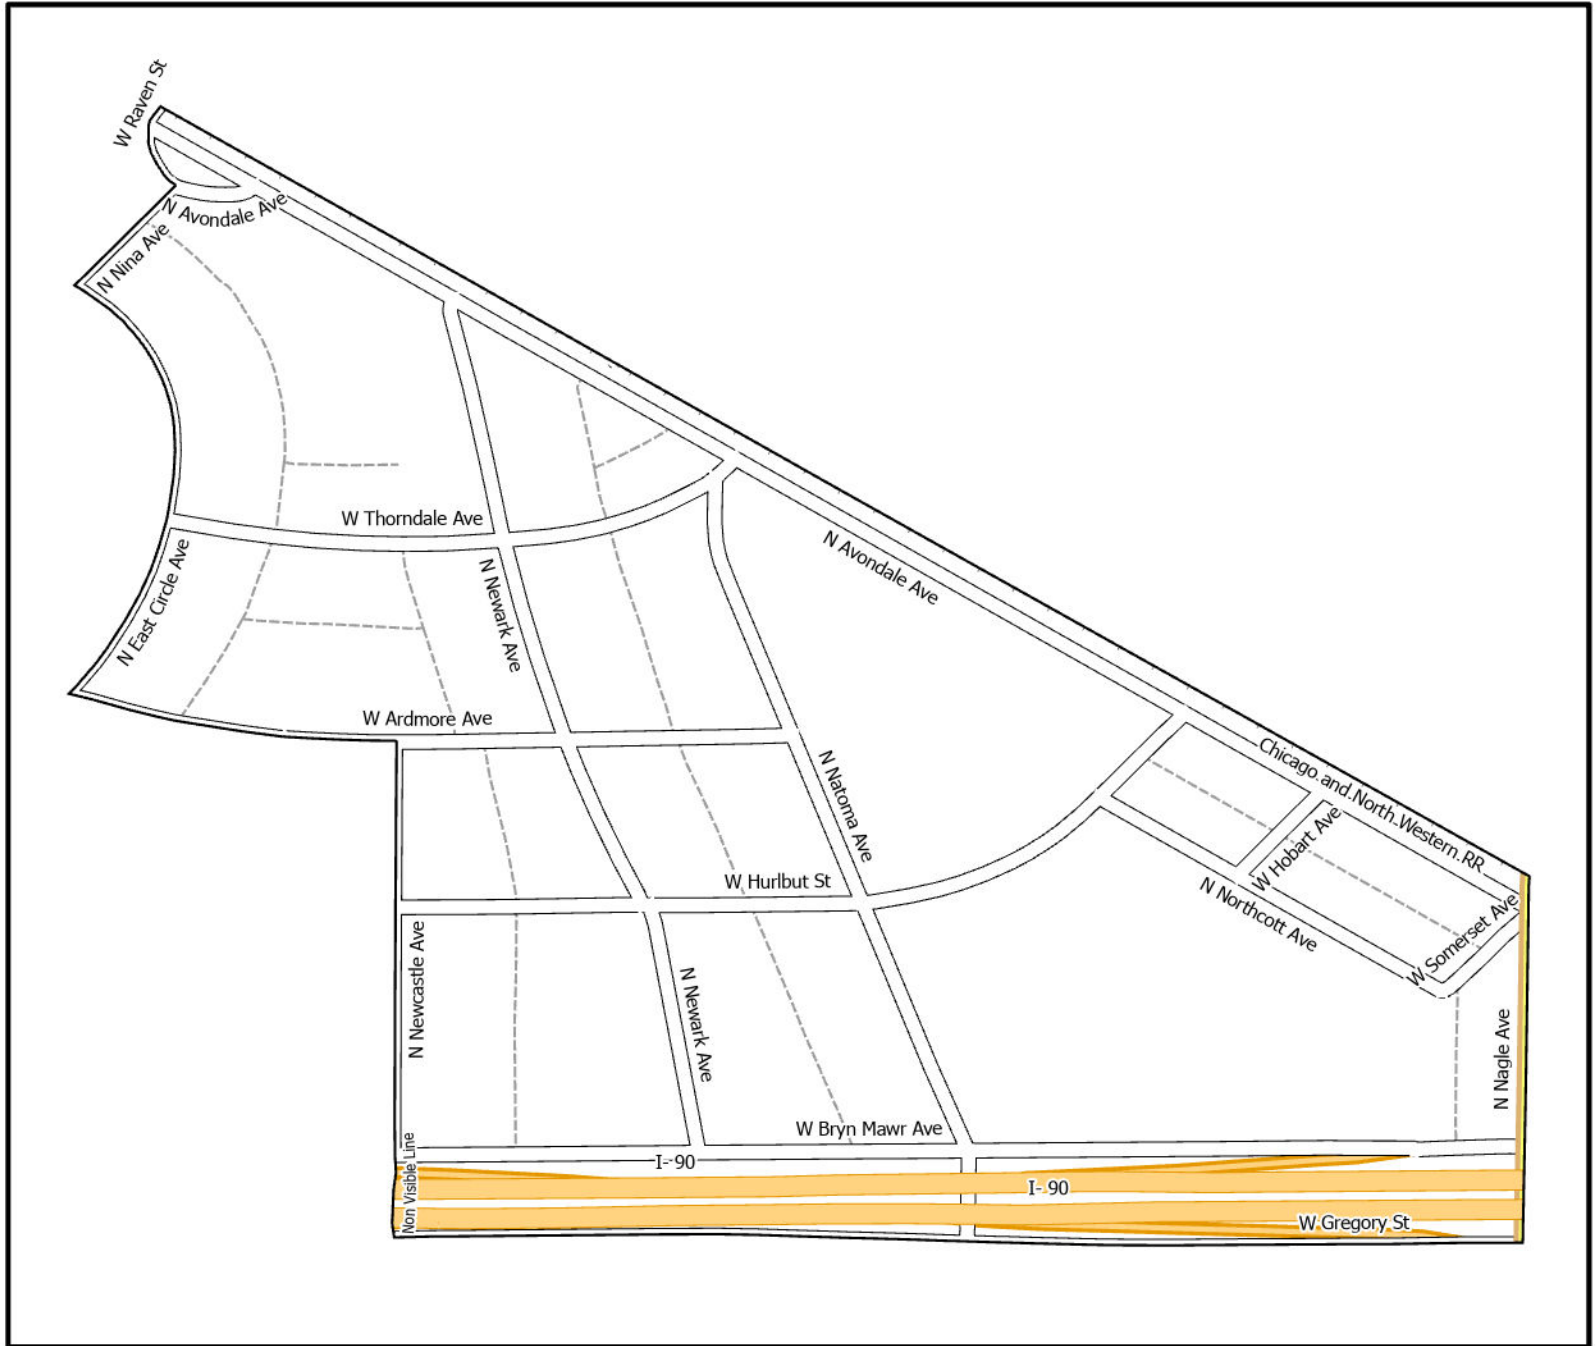 W Raven St
N Avondale Ave
N Nina Ave
W Thorndale Ave
N Avondale Ave
N East Circle Ave
N Newark Ave
W Ardmore Ave
N Natoma Ave
Chicago and North Western RR
W Hobart Ave
W Hurlbut St
N Northcott Ave
W Somerset Ave
N Newcastle Ave
N Newark Ave
N Nagle Ave
W Bryn Mawr Ave
Non Visible Line
I- 90
I- 90
W Gregory St